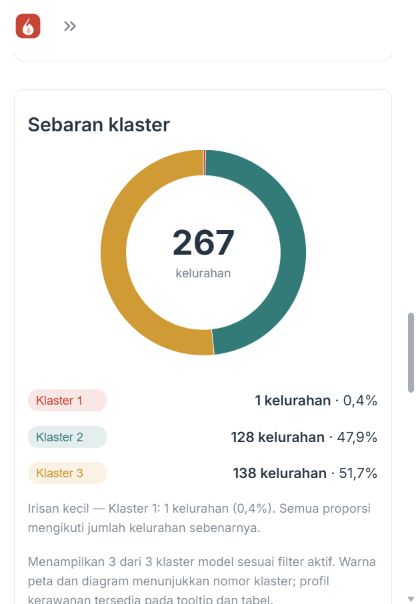 Sebaran klaster
267
kelurahan
Klaster 1 1 kelurahan · 0,4%
Klaster 2 128 kelurahan · 47,9%
Klaster 3 138 kelurahan · 51,7%
Irisan kecil — Klaster 1: 1 kelurahan (0,4%). Semua proporsi
mengikuti jumlah kelurahan sebenarnya.
Menampilkan 3 dari 3 klaster model sesuai filter aktif. Warna
peta dan diagram menunjukkan nomor klaster; profil
kerawanan tersedia pada tooltip dan tabel.